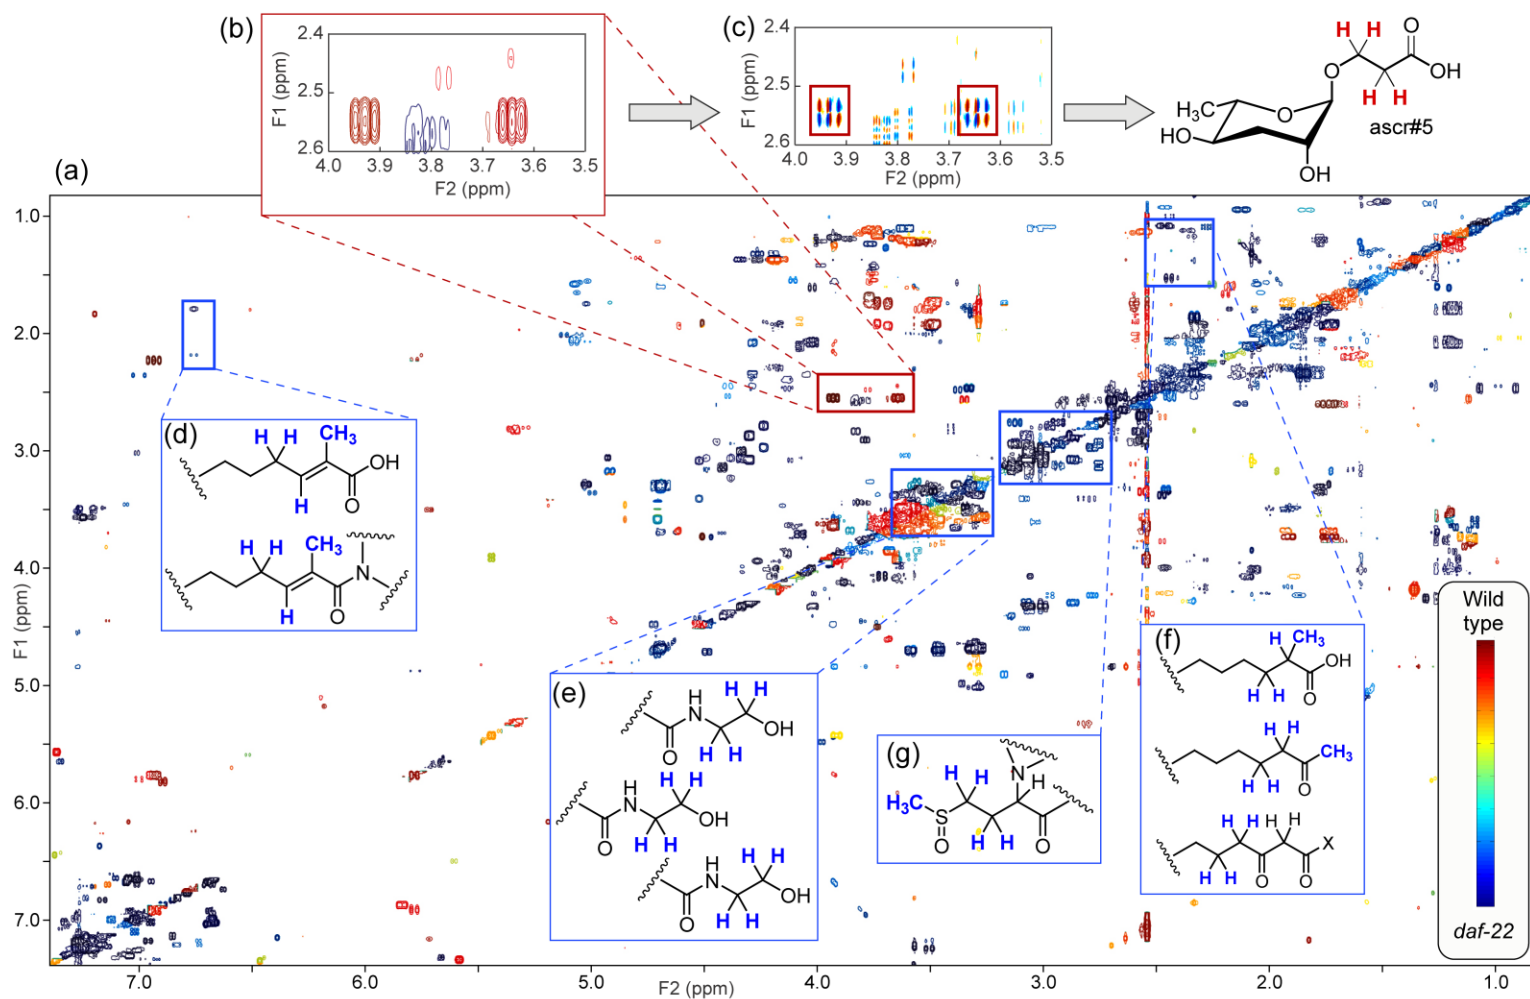 (b)
2.4
2.5
2.6
F1 (ppm)
4.0 3.9 3.8 3.7 3.6 3.5
F2 (ppm)
(c)
2.4
2.5
2.6
F1 (ppm)
4.0 3.9 3.8 3.7 3.6 3.5
F2 (ppm)
H H O
O OH
H3C O H H
HO ascr#5
OH
(a)
1.0
2.0
3.0
4.0
5.0
6.0
7.0
F1 (ppm)
7.0 6.0 5.0 4.0 3.0 2.0 1.0
F2 (ppm)
(d)
H H CH3
OH
H O
H H CH3
N
H O
(e)
H H H
N OH
O H H
H H H
N OH
O H H
H H H
N OH
O H H
(g)
H H N H
H3C S
O H H O
(f)
H CH3
OH
H H O
H H
CH3
H H O
H H H H
X
H H O O
Wild
type
daf-22